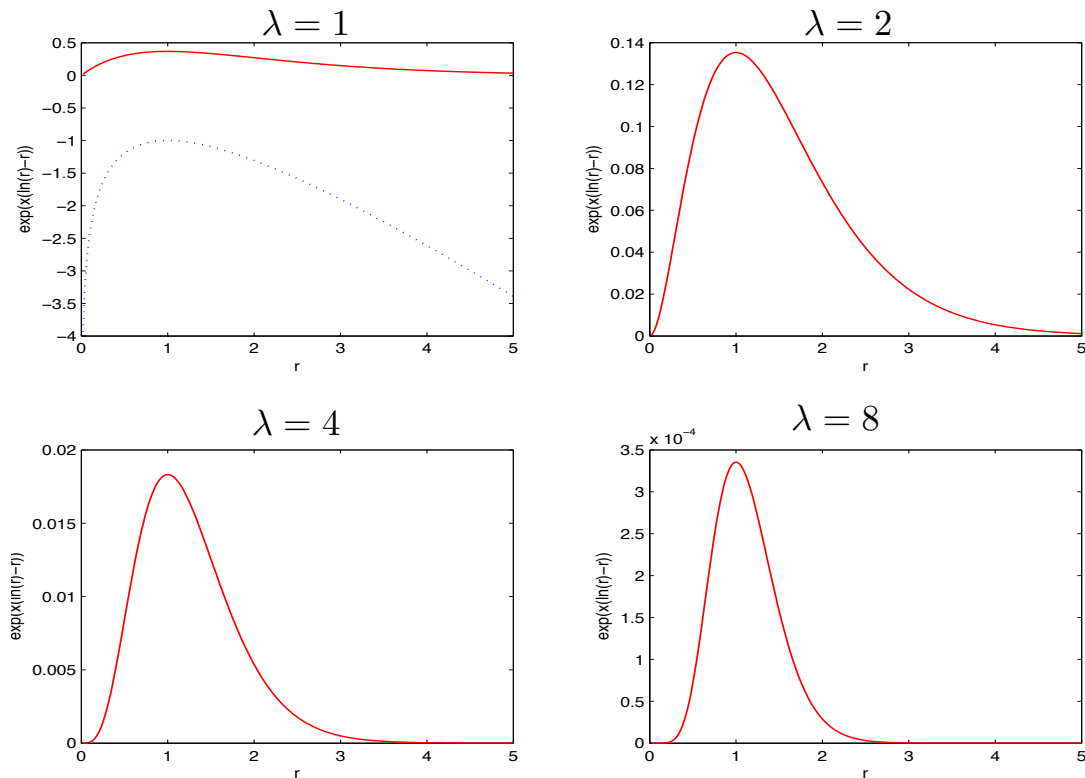 λ = 1
0.5
0
−0.5
−1
−1.5
−2
−2.5
−3
−3.5
−4
exp(x(ln(r)−r))
0 1 2 3 4 5
r
λ = 2
0.14
0.12
0.1
0.08
0.06
0.04
0.02
0
exp(x(ln(r)−r))
0 1 2 3 4 5
r
λ = 4
0.02
0.015
0.01
0.005
0
exp(x(ln(r)−r))
0 1 2 3 4 5
r
λ = 8
x 10⁻⁴
3.5
3
2.5
2
1.5
1
0.5
0
exp(x(ln(r)−r))
0 1 2 3 4 5
r